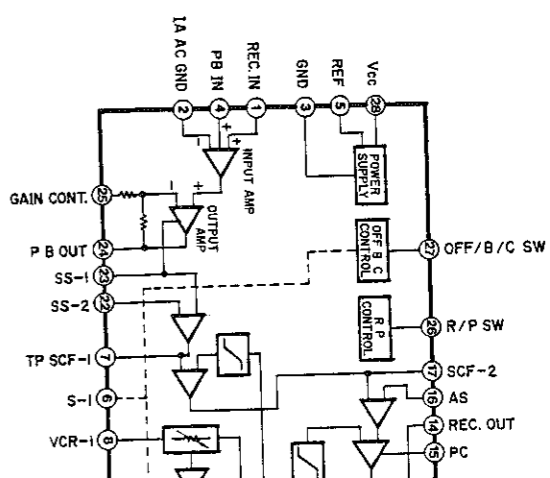 IA AC GND
PB IN
REC. IN
GND
REF
Vcc
2
4
1
3
5
28
-
+
+
INPUT AMP
POWER
SUPPLY
GAIN CONT.
25
-
+
OUTPUT
AMP
P B OUT
24
OFF B C
CONTROL
27
OFF/B/C SW
SS-1
23
SS-2
22
R P
CONTROL
26
R/P SW
TP SCF-1
7
17
SCF-2
16
AS
S-1
6
14
REC. OUT
VCR-1
8
15
PC